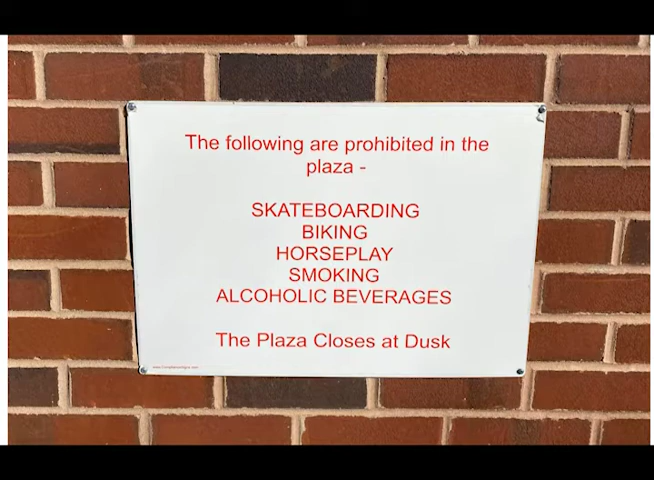 The following are prohibited in the
plaza -
SKATEBOARDING
BIKING
HORSEPLAY
SMOKING
ALCOHOLIC BEVERAGES
The Plaza Closes at Dusk